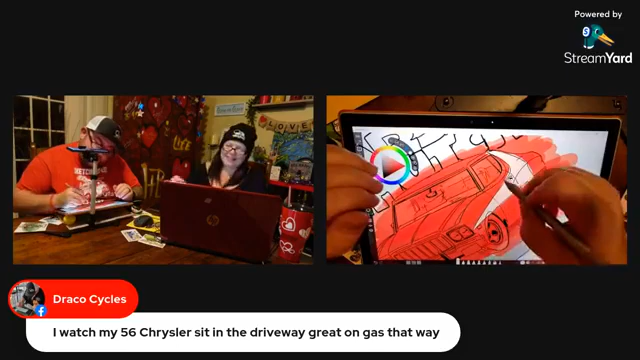 Powered by
StreamYard
LOVE
Draco Cycles
I watch my 56 Chrysler sit in the driveway great on gas that way